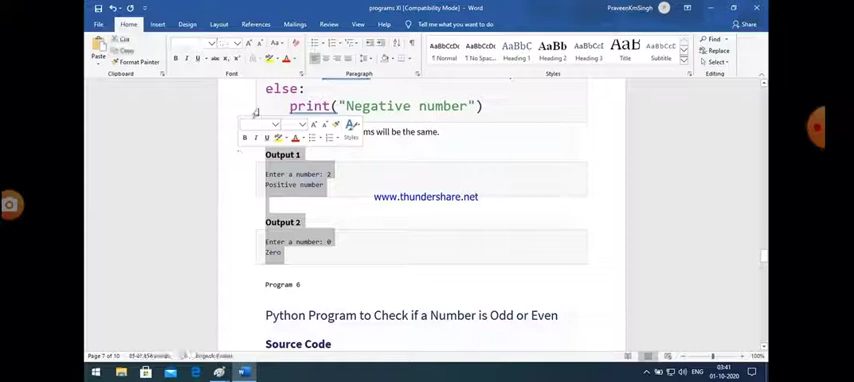 programs XI [Compatibility Mode] - Word
PraveenKmSingh
File
Home
Insert
Design
Layout
References
Mailings
Review
View
Help
Tell me what you want to do
Share
Cut
Copy
Paste
Format Painter
Clipboard
Font
Paragraph
AaBbCcDc
AaBbCcDc
AaBbC
AaBb
AaBbCc
AaB
AaBbCcD
¶ Normal
¶ No Spac...
Heading 1
Heading 2
Heading 3
Title
Subtitle
Styles
Find
Replace
Select
Editing
else:
print("Negative number")
ms will be the same.
Styles
Output 1
Enter a number: 2
Positive number
www.thundershare.net
Output 2
Enter a number: 0
Zero
Program 6
Python Program to Check if a Number is Odd or Even
Source Code
Page 7 of 10
100%
ENG
03:41
01-10-2020